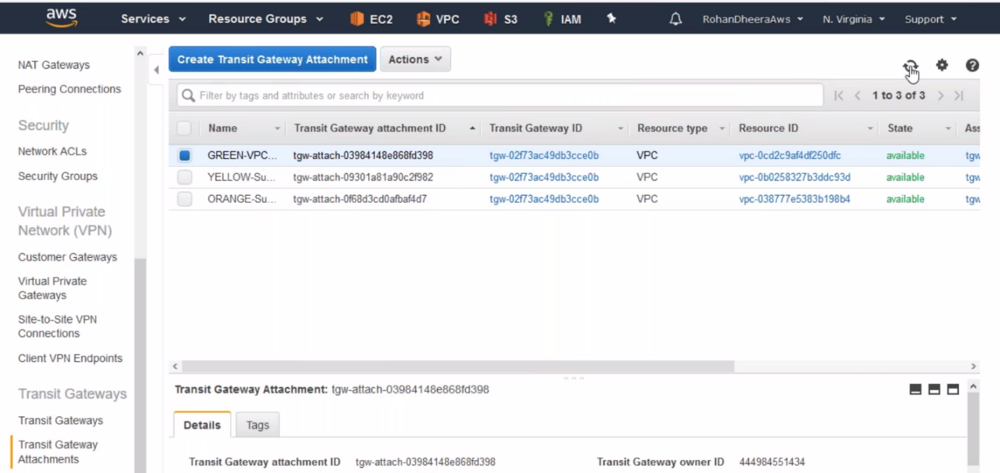 aws Services Resource Groups EC2 VPC S3 IAM RohanDheeraAws N. Virginia Support
NAT Gateways
Peering Connections
Security
Network ACLs
Security Groups
Virtual Private
Network (VPN)
Customer Gateways
Virtual Private
Gateways
Site-to-Site VPN
Connections
Client VPN Endpoints
Transit Gateways
Transit Gateways
Transit Gateway
Attachments
Create Transit Gateway Attachment Actions
Filter by tags and attributes or search by keyword 1 to 3 of 3
Name Transit Gateway attachment ID Transit Gateway ID Resource type Resource ID State Ass
GREEN-VPC... tgw-attach-03984148e868fd398 tgw-02f73ac49db3cce0b VPC vpc-0cd2c9af4df250dfc available tgw
YELLOW-Su... tgw-attach-09301a81a90c2f982 tgw-02f73ac49db3cce0b VPC vpc-0b0258327b3ddc93d available tgw
ORANGE-Su... tgw-attach-0f68d3cd0afbaf4d7 tgw-02f73ac49db3cce0b VPC vpc-038777e5383b198b4 available tgw
Transit Gateway Attachment: tgw-attach-03984148e868fd398
Details Tags
Transit Gateway attachment ID tgw-attach-03984148e868fd398 Transit Gateway owner ID 444984551434